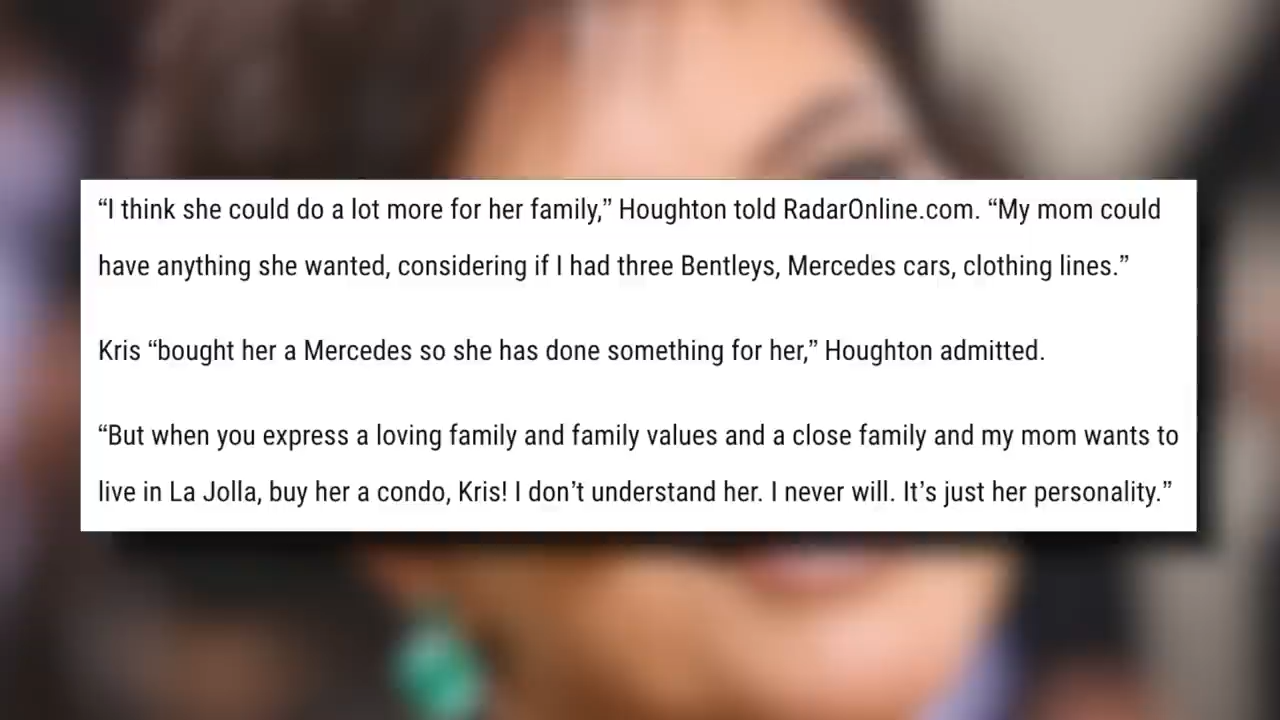 “I think she could do a lot more for her family,” Houghton told RadarOnline.com. “My mom could
have anything she wanted, considering if I had three Bentleys, Mercedes cars, clothing lines.”
Kris “bought her a Mercedes so she has done something for her,” Houghton admitted.
“But when you express a loving family and family values and a close family and my mom wants to
live in La Jolla, buy her a condo, Kris! I don’t understand her. I never will. It’s just her personality.”